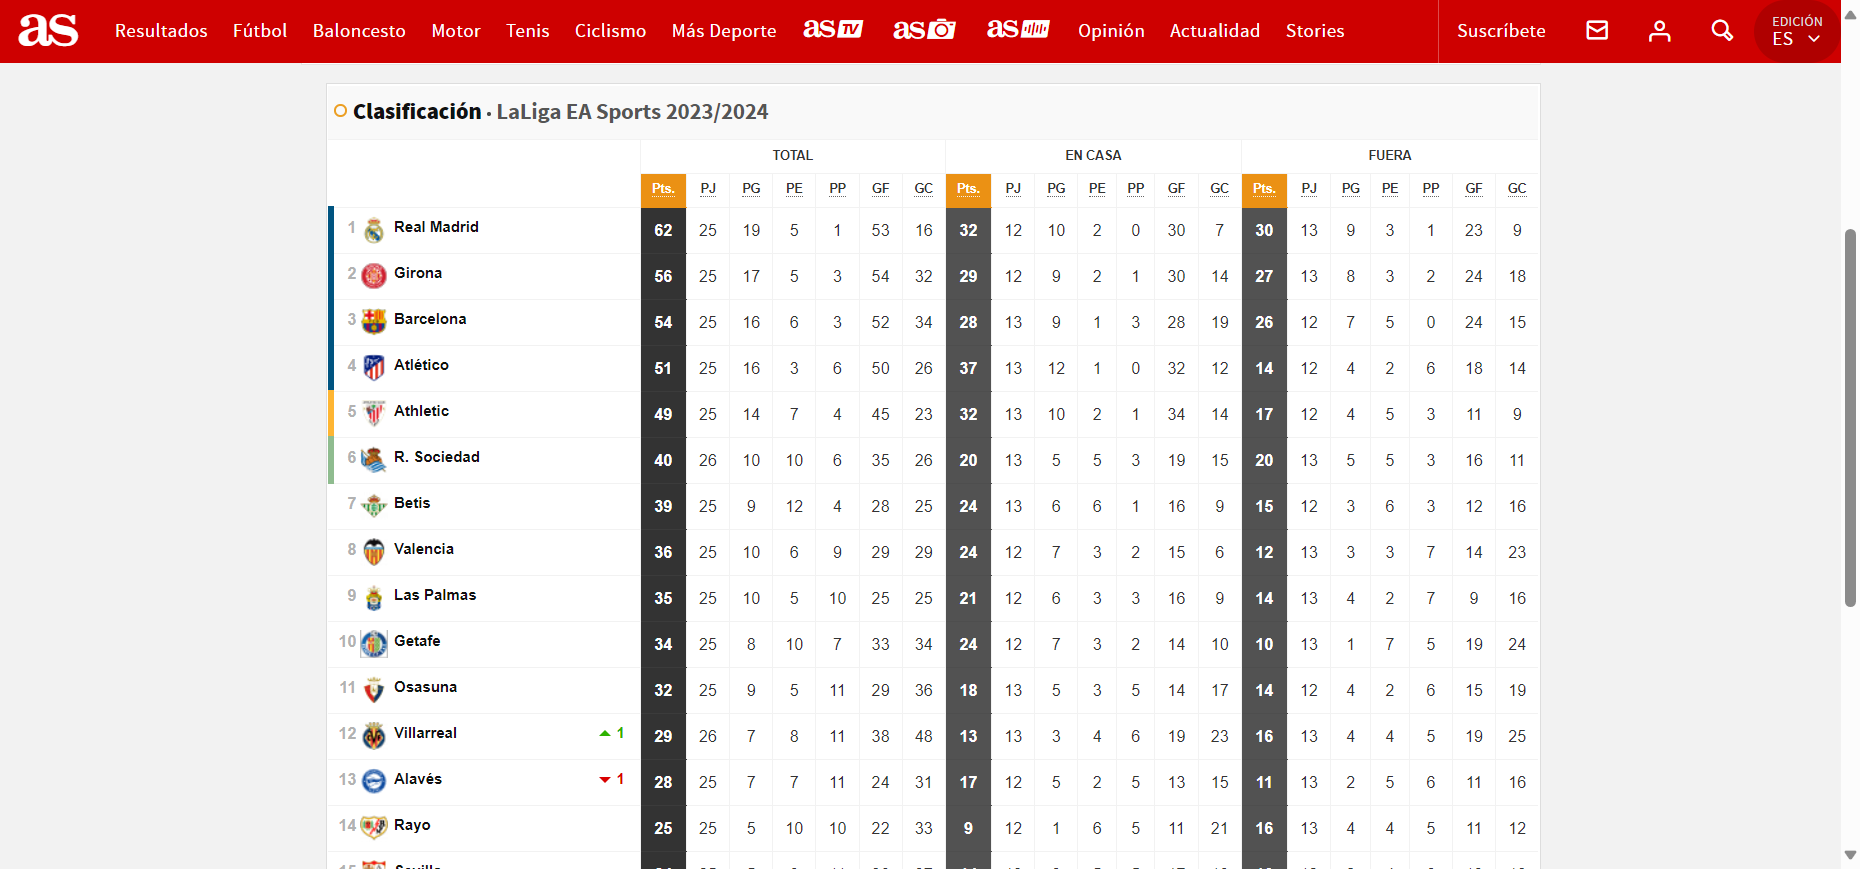 as Resultados Fútbol Baloncesto Motor Tenis Ciclismo Más Deporte as TV as as Opinión Actualidad Stories Suscríbete EDICIÓN ES
Clasificación · LaLiga EA Sports 2023/2024
TOTAL EN CASA FUERA
Pts. PJ PG PE PP GF GC Pts. PJ PG PE PP GF GC Pts. PJ PG PE PP GF GC
1 Real Madrid 62 25 19 5 1 53 16 32 12 10 2 0 30 7 30 13 9 3 1 23 9
2 Girona 56 25 17 5 3 54 32 29 12 9 2 1 30 14 27 13 8 3 2 24 18
3 Barcelona 54 25 16 6 3 52 34 28 13 9 1 3 28 19 26 12 7 5 0 24 15
4 Atlético 51 25 16 3 6 50 26 37 13 12 1 0 32 12 14 12 4 2 6 18 14
5 Athletic 49 25 14 7 4 45 23 32 13 10 2 1 34 14 17 12 4 5 3 11 9
6 R. Sociedad 40 26 10 10 6 35 26 20 13 5 5 3 19 15 20 13 5 5 3 16 11
7 Betis 39 25 9 12 4 28 25 24 13 6 6 1 16 9 15 12 3 6 3 12 16
8 Valencia 36 25 10 6 9 29 29 24 12 7 3 2 15 6 12 13 3 3 7 14 23
9 Las Palmas 35 25 10 5 10 25 25 21 12 6 3 3 16 9 14 13 4 2 7 9 16
10 Getafe 34 25 8 10 7 33 34 24 12 7 3 2 14 10 10 13 1 7 5 19 24
11 Osasuna 32 25 9 5 11 29 36 18 13 5 3 5 14 17 14 12 4 2 6 15 19
12 Villarreal 1 29 26 7 8 11 38 48 13 13 3 4 6 19 23 16 13 4 4 5 19 25
13 Alavés 1 28 25 7 7 11 24 31 17 12 5 2 5 13 15 11 13 2 5 6 11 16
14 Rayo 25 25 5 10 10 22 33 9 12 1 6 5 11 21 16 13 4 4 5 11 12